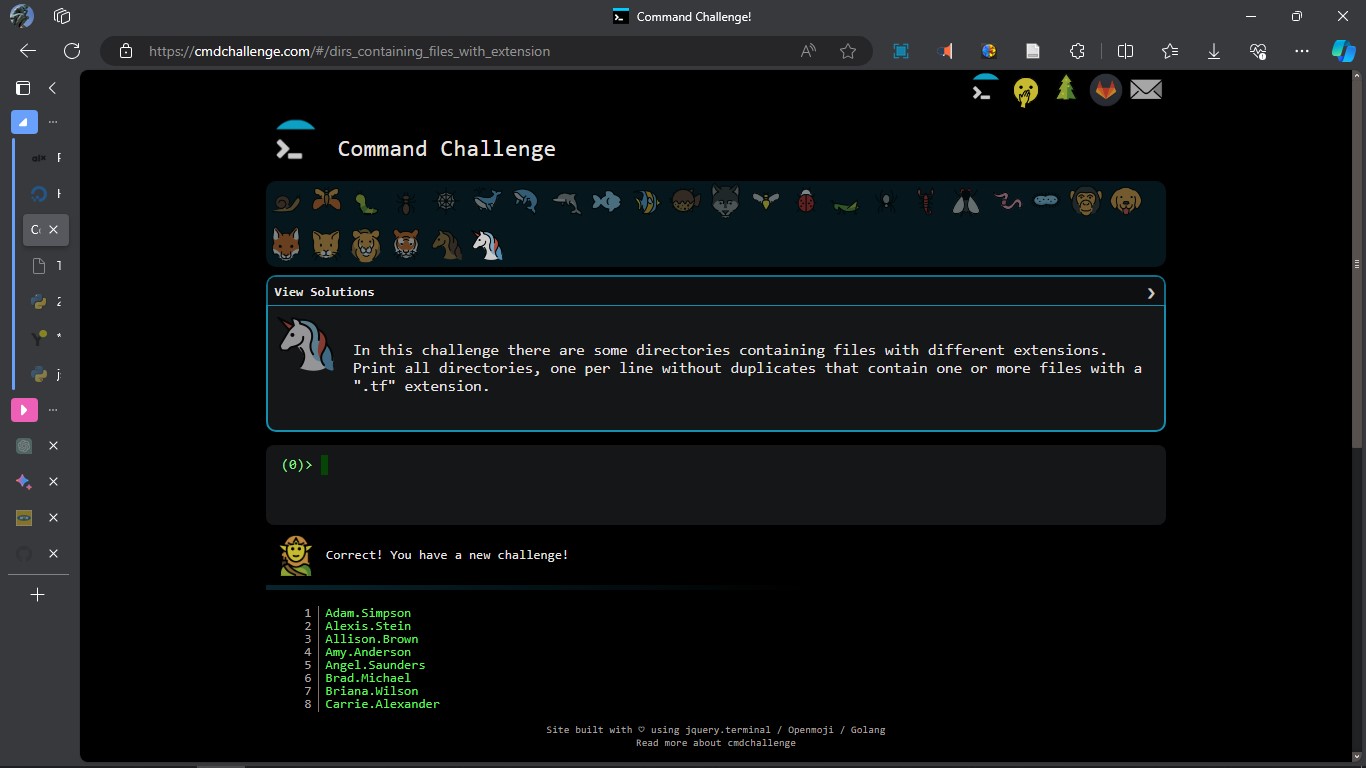 Command Challenge!
https://cmdchallenge.com/#/dirs_containing_files_with_extension
Command Challenge
View Solutions
In this challenge there are some directories containing files with different extensions.
Print all directories, one per line without duplicates that contain one or more files with a
".tf" extension.
(0)>
Correct! You have a new challenge!
1 Adam.Simpson
2 Alexis.Stein
3 Allison.Brown
4 Amy.Anderson
5 Angel.Saunders
6 Brad.Michael
7 Briana.Wilson
8 Carrie.Alexander
Site built with ♡ using jquery.terminal / Openmoji / Golang
Read more about cmdchallenge